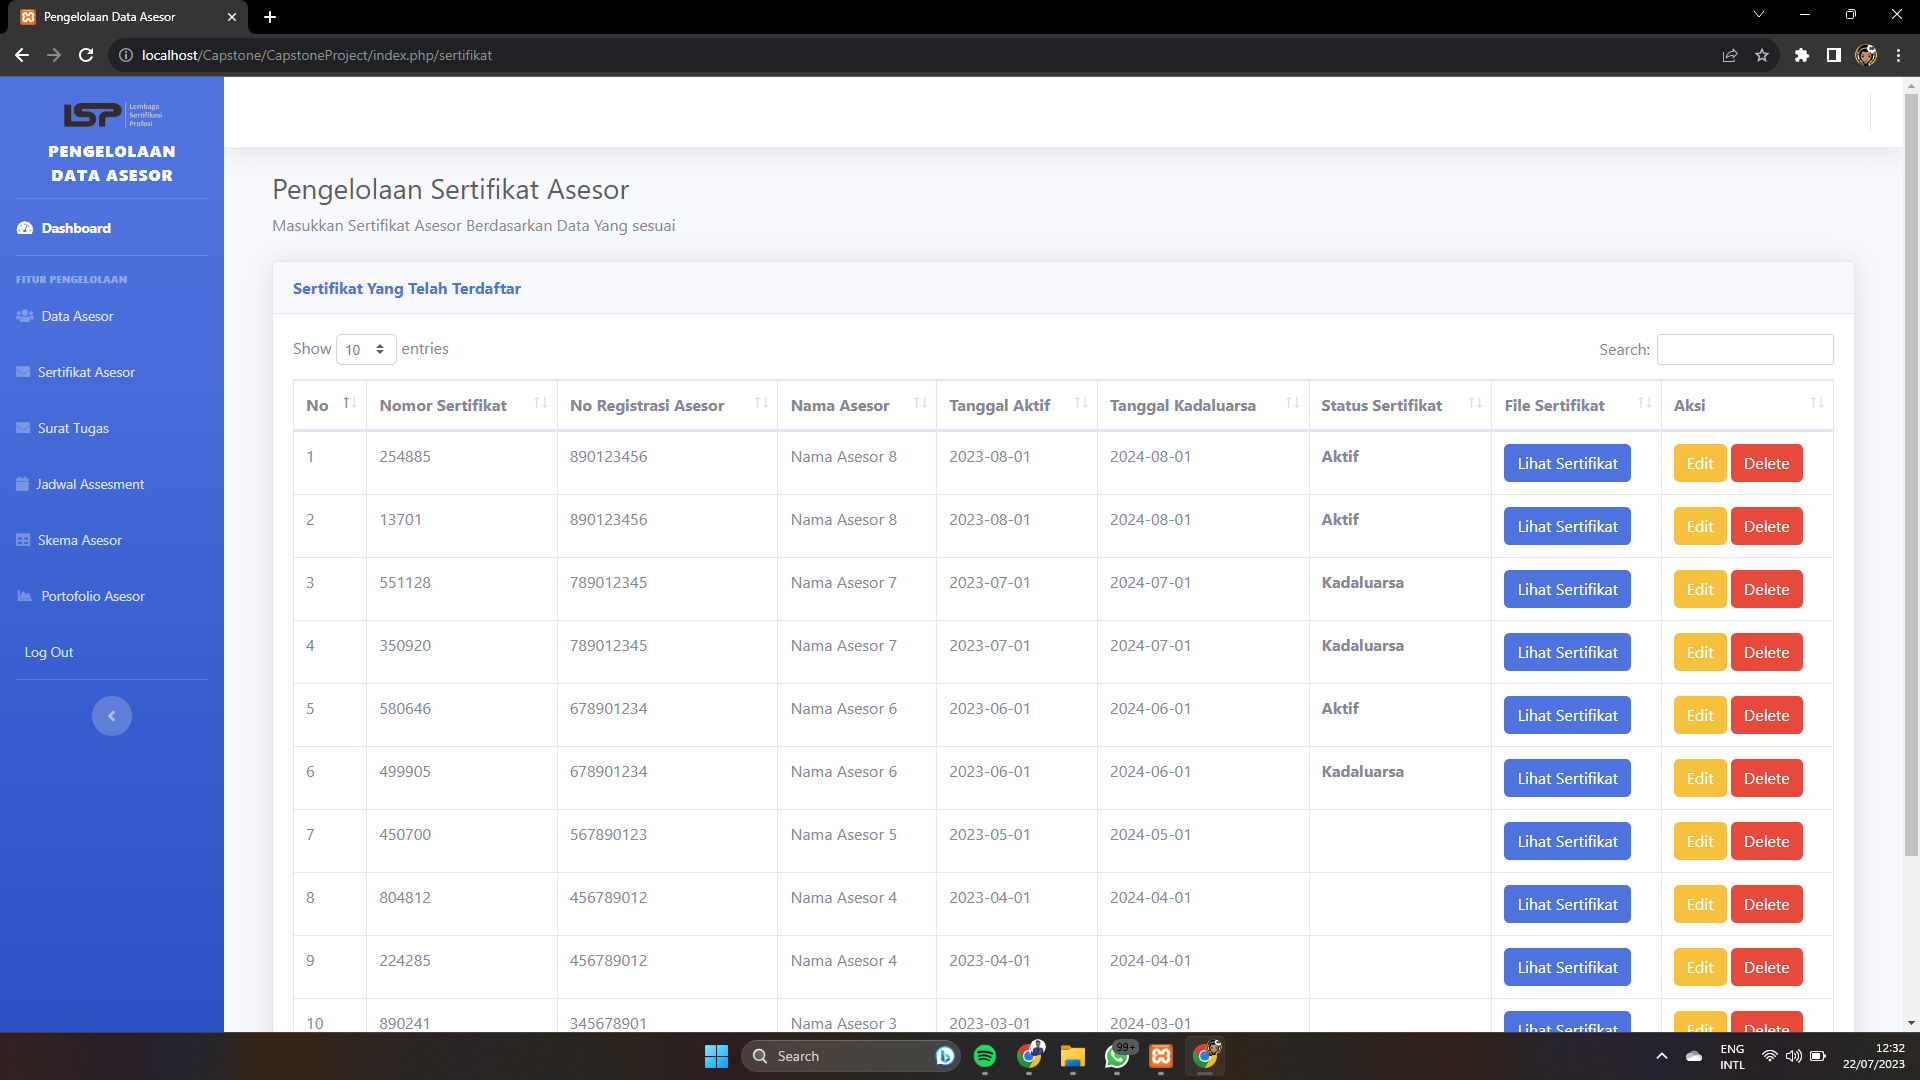 Pengelolaan Data Asesor
localhost/Capstone/CapstoneProject/index.php/sertifikat
LSP Lembaga Sertifikasi Profesi
PENGELOLAAN
DATA ASESOR
Dashboard
FITUR PENGELOLAAN
Data Asesor
Sertifikat Asesor
Surat Tugas
Jadwal Assesment
Skema Asesor
Portofolio Asesor
Log Out
Pengelolaan Sertifikat Asesor
Masukkan Sertifikat Asesor Berdasarkan Data Yang sesuai
Sertifikat Yang Telah Terdaftar
Show 10 entries Search:
No Nomor Sertifikat No Registrasi Asesor Nama Asesor Tanggal Aktif Tanggal Kadaluarsa Status Sertifikat File Sertifikat Aksi
1 254885 890123456 Nama Asesor 8 2023-08-01 2024-08-01 Aktif Lihat Sertifikat Edit Delete
2 13701 890123456 Nama Asesor 8 2023-08-01 2024-08-01 Aktif Lihat Sertifikat Edit Delete
3 551128 789012345 Nama Asesor 7 2023-07-01 2024-07-01 Kadaluarsa Lihat Sertifikat Edit Delete
4 350920 789012345 Nama Asesor 7 2023-07-01 2024-07-01 Kadaluarsa Lihat Sertifikat Edit Delete
5 580646 678901234 Nama Asesor 6 2023-06-01 2024-06-01 Aktif Lihat Sertifikat Edit Delete
6 499905 678901234 Nama Asesor 6 2023-06-01 2024-06-01 Kadaluarsa Lihat Sertifikat Edit Delete
7 450700 567890123 Nama Asesor 5 2023-05-01 2024-05-01 Lihat Sertifikat Edit Delete
8 804812 456789012 Nama Asesor 4 2023-04-01 2024-04-01 Lihat Sertifikat Edit Delete
9 224285 456789012 Nama Asesor 4 2023-04-01 2024-04-01 Lihat Sertifikat Edit Delete
10 890241 345678901 Nama Asesor 3 2023-03-01 2024-03-01 Lihat Sertifikat Edit Delete
Search
99+
ENG
INTL
12:32
22/07/2023